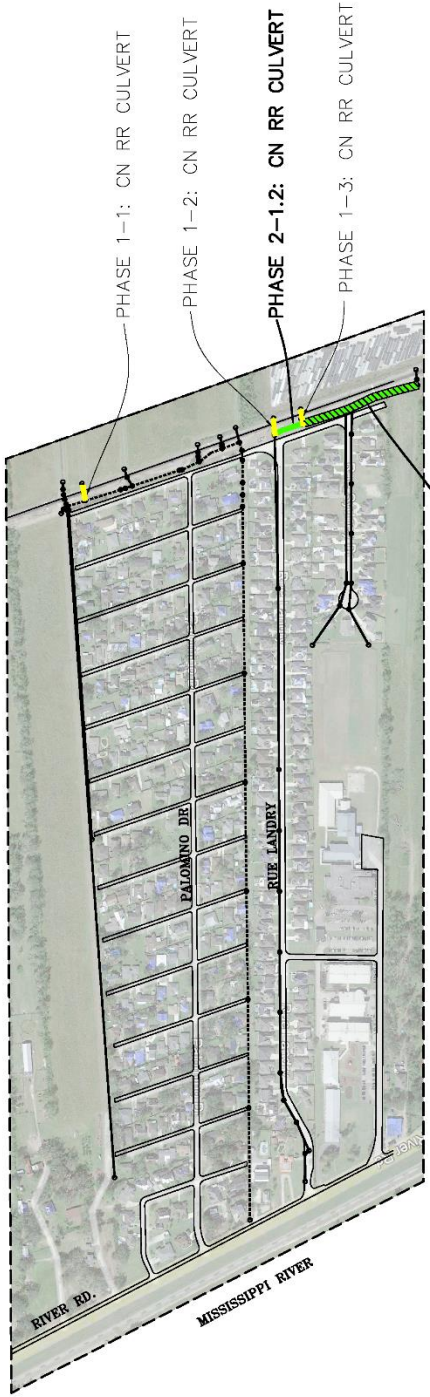 PHASE 1-1: CN RR CULVERT
PHASE 1-2: CN RR CULVERT
PHASE 2-1.2: CN RR CULVERT
PHASE 1-3: CN RR CULVERT
PALOMINO DR
RUE LANDRY
RIVER RD.
MISSISSIPPI RIVER